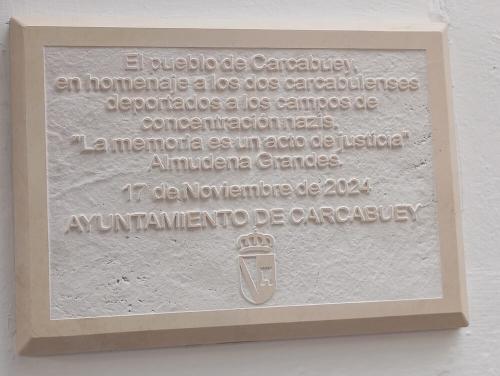 El pueblo de Carcabuey,
en homenaje a los dos carcabulenses
deportados a los campos de
concentración nazis.
"La memoria es un acto de justicia"
Almudena Grandes.
17 de Noviembre de 2024
AYUNTAMIENTO DE CARCABUEY